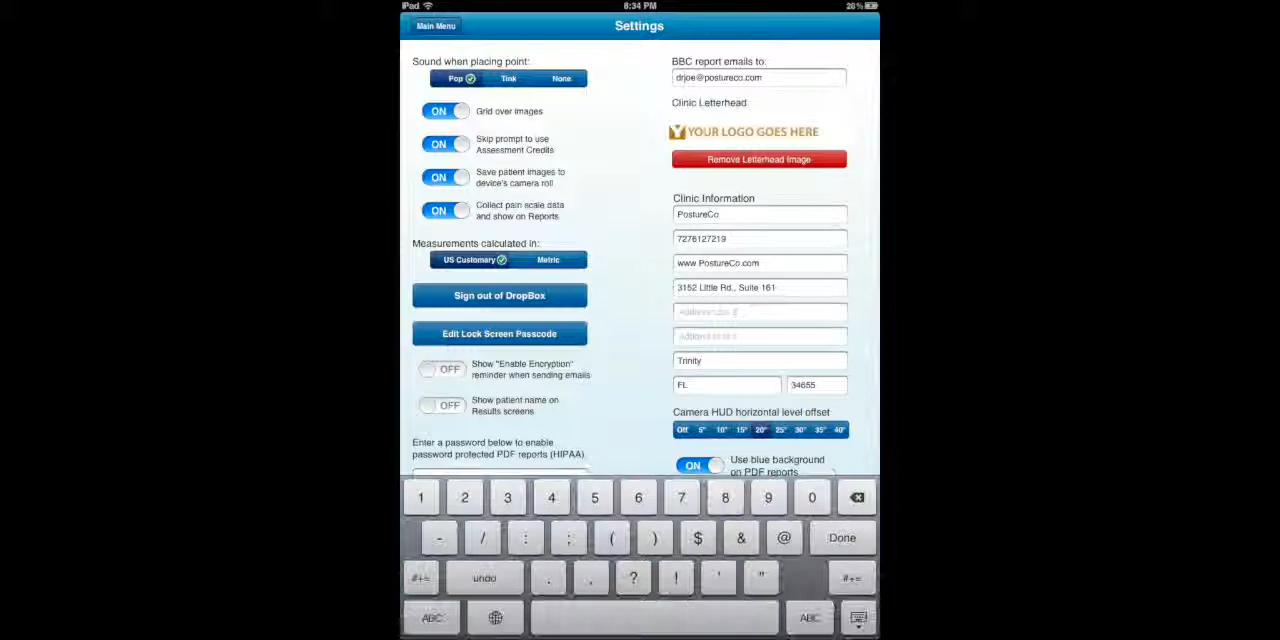 iPad 8:34 PM 26%
Main Menu Settings
Sound when placing point:
Pop Tink None
ON Grid over images
ON Skip prompt to use
Assessment Credits
ON Save patient images to
device's camera roll
ON Collect pain scale data
and show on Reports
Measurements calculated in:
US Customary Metric
Sign out of DropBox
Edit Lock Screen Passcode
OFF Show "Enable Encryption"
reminder when sending emails
OFF Show patient name on
Results screens
Enter a password below to enable
password protected PDF reports (HIPAA)
BBC report emails to:
drjoe@postureco.com
Clinic Letterhead
YOUR LOGO GOES HERE
Remove Letterhead Image
Clinic Information
PostureCo
7276127219
www.PostureCo.com
3152 Little Rd., Suite 161
Trinity
FL 34655
Camera HUD horizontal level offset
Off 5° 10° 15° 20° 25° 30° 35° 40°
ON Use blue background
on PDF reports
1 2 3 4 5 6 7 8 9 0
- / : ; ( ) $ & @ Done
#+= undo . , ? ! ' " #+=
ABC ABC